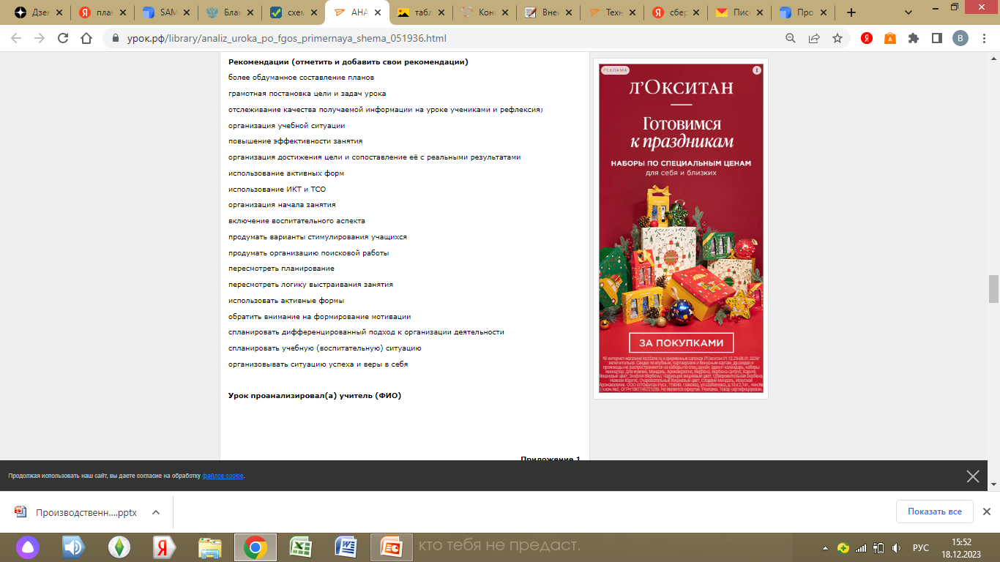 Дзен
план
SAM
Блан
схем
АНА
табл
Конс
Внек
Техн
сбер
Писі
Про
урок.рф/library/analiz_uroka_po_fgos_primernaya_shema_051936.html
В
Рекомендации (отметить и добавить свои рекомендации)
более обдуманное составление планов
грамотная постановка цели и задач урока
отслеживание качества получаемой информации на уроке учениками и рефлексия;
организация учебной ситуации
повышение эффективности занятия
организация достижения цели и сопоставление её с реальными результатами
использование активных форм
использование ИКТ и ТСО
организация начала занятия
включение воспитательного аспекта
продумать варианты стимулирования учащихся
продумать организацию поисковой работы
пересмотреть планирование
пересмотреть логику выстраивания занятия
использовать активные формы
обратить внимание на формирование мотивации
спланировать дифференцированный подход к организации деятельности
спланировать учебную (воспитательную) ситуацию
организовывать ситуацию успеха и веры в себя
Урок проанализировал(а) учитель (ФИО)
Приложение 1
РЕКЛАМА
Л'ОКСИТАН
Готовимся
к праздникам
НАБОРЫ ПО СПЕЦИАЛЬНЫМ ЦЕНАМ
для себя и близких
ЗА ПОКУПКАМИ
Продолжая использовать наш сайт, вы даете согласие на обработку файлов cookie.
Производственн....pptx
Показать все
кто тебя не предаст.
РУС
15:52
18.12.2023